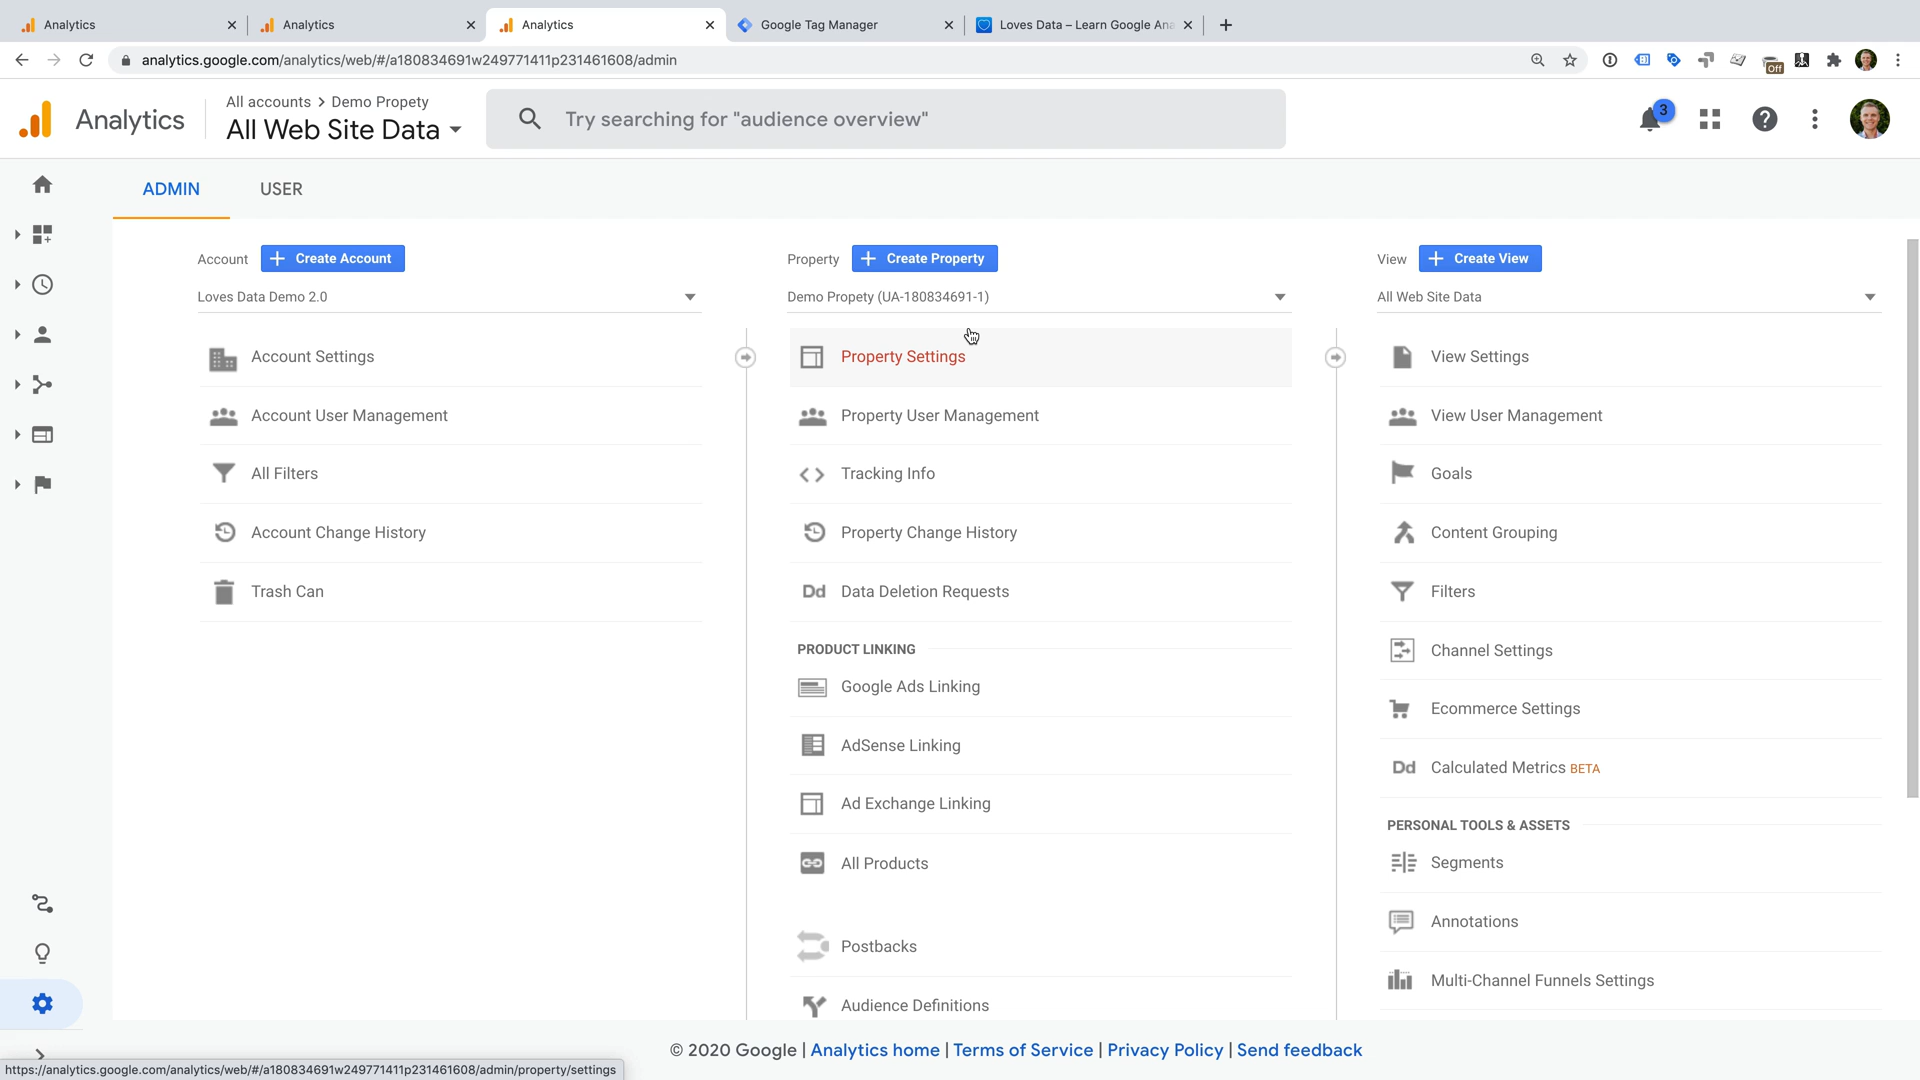 Analytics
Analytics
Analytics
Google Tag Manager
Loves Data – Learn Google Ana
analytics.google.com/analytics/web/#/a180834691w249771411p231461608/admin
Off
Analytics
All accounts > Demo Propety
All Web Site Data
Try searching for "audience overview"
3
ADMIN
USER
Account
+ Create Account
Property
+ Create Property
View
+ Create View
Loves Data Demo 2.0
Demo Propety (UA-180834691-1)
All Web Site Data
Account Settings
Account User Management
All Filters
Account Change History
Trash Can
Property Settings
Property User Management
Tracking Info
Property Change History
Dd Data Deletion Requests
PRODUCT LINKING
Google Ads Linking
AdSense Linking
Ad Exchange Linking
All Products
Postbacks
Audience Definitions
View Settings
View User Management
Goals
Content Grouping
Filters
Channel Settings
Ecommerce Settings
Dd Calculated Metrics BETA
PERSONAL TOOLS & ASSETS
Segments
Annotations
Multi-Channel Funnels Settings
© 2020 Google | Analytics home | Terms of Service | Privacy Policy | Send feedback
https://analytics.google.com/analytics/web/#/a180834691w249771411p231461608/admin/property/settings